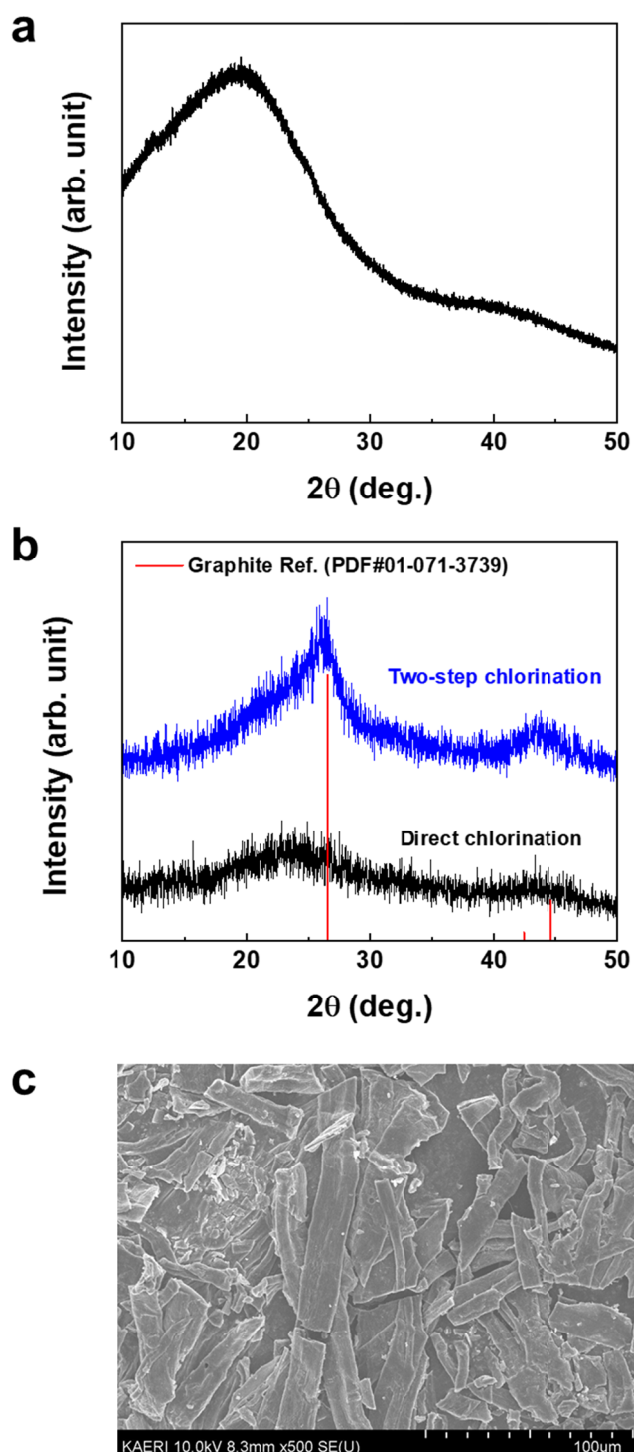 a
Intensity (arb. unit)
10 20 30 40 50
2θ (deg.)
b
Graphite Ref. (PDF#01-071-3739)
Two-step chlorination
Direct chlorination
Intensity (arb. unit)
10 20 30 40 50
2θ (deg.)
c
KAERI 10.0kV 8.3mm x500 SE(U) 100um